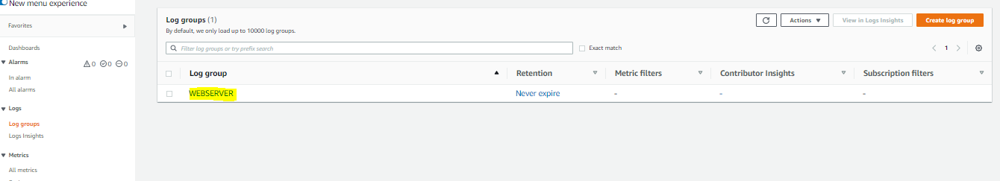 New menu experience
Favorites
Dashboards
Alarms 0 0 0
In alarm
All alarms
Logs
Log groups
Logs Insights
Metrics
All metrics
Log groups (1)
By default, we only load up to 10000 log groups.
Actions View in Logs Insights Create log group
Filter log groups or try prefix search
Exact match
1
Log group Retention Metric filters Contributor Insights Subscription filters
WEBSERVER Never expire - - -